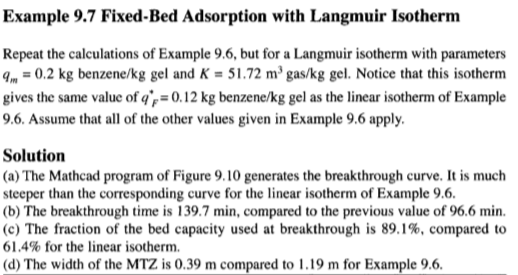 Example 9.7 Fixed-Bed Adsorption with Langmuir Isotherm
Repeat the calculations of Example 9.6, but for a Langmuir isotherm with parameters
qₘ = 0.2 kg benzene/kg gel and K = 51.72 m³ gas/kg gel. Notice that this isotherm
gives the same value of q*F = 0.12 kg benzene/kg gel as the linear isotherm of Example
9.6. Assume that all of the other values given in Example 9.6 apply.
Solution
(a) The Mathcad program of Figure 9.10 generates the breakthrough curve. It is much
steeper than the corresponding curve for the linear isotherm of Example 9.6.
(b) The breakthrough time is 139.7 min, compared to the previous value of 96.6 min.
(c) The fraction of the bed capacity used at breakthrough is 89.1%, compared to
61.4% for the linear isotherm.
(d) The width of the MTZ is 0.39 m compared to 1.19 m for Example 9.6.